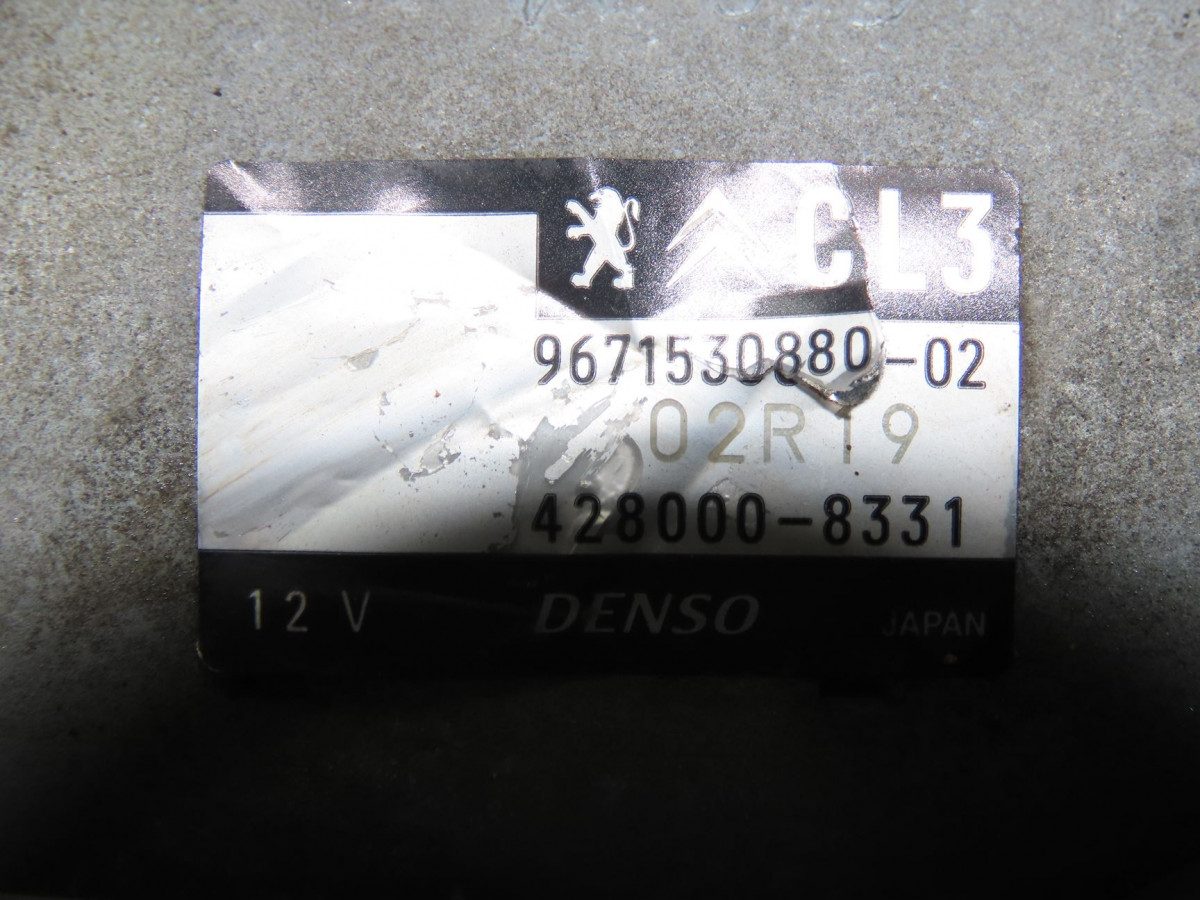 CL3
9671530880-02
02R19
428000-8331
12 V DENSO JAPAN